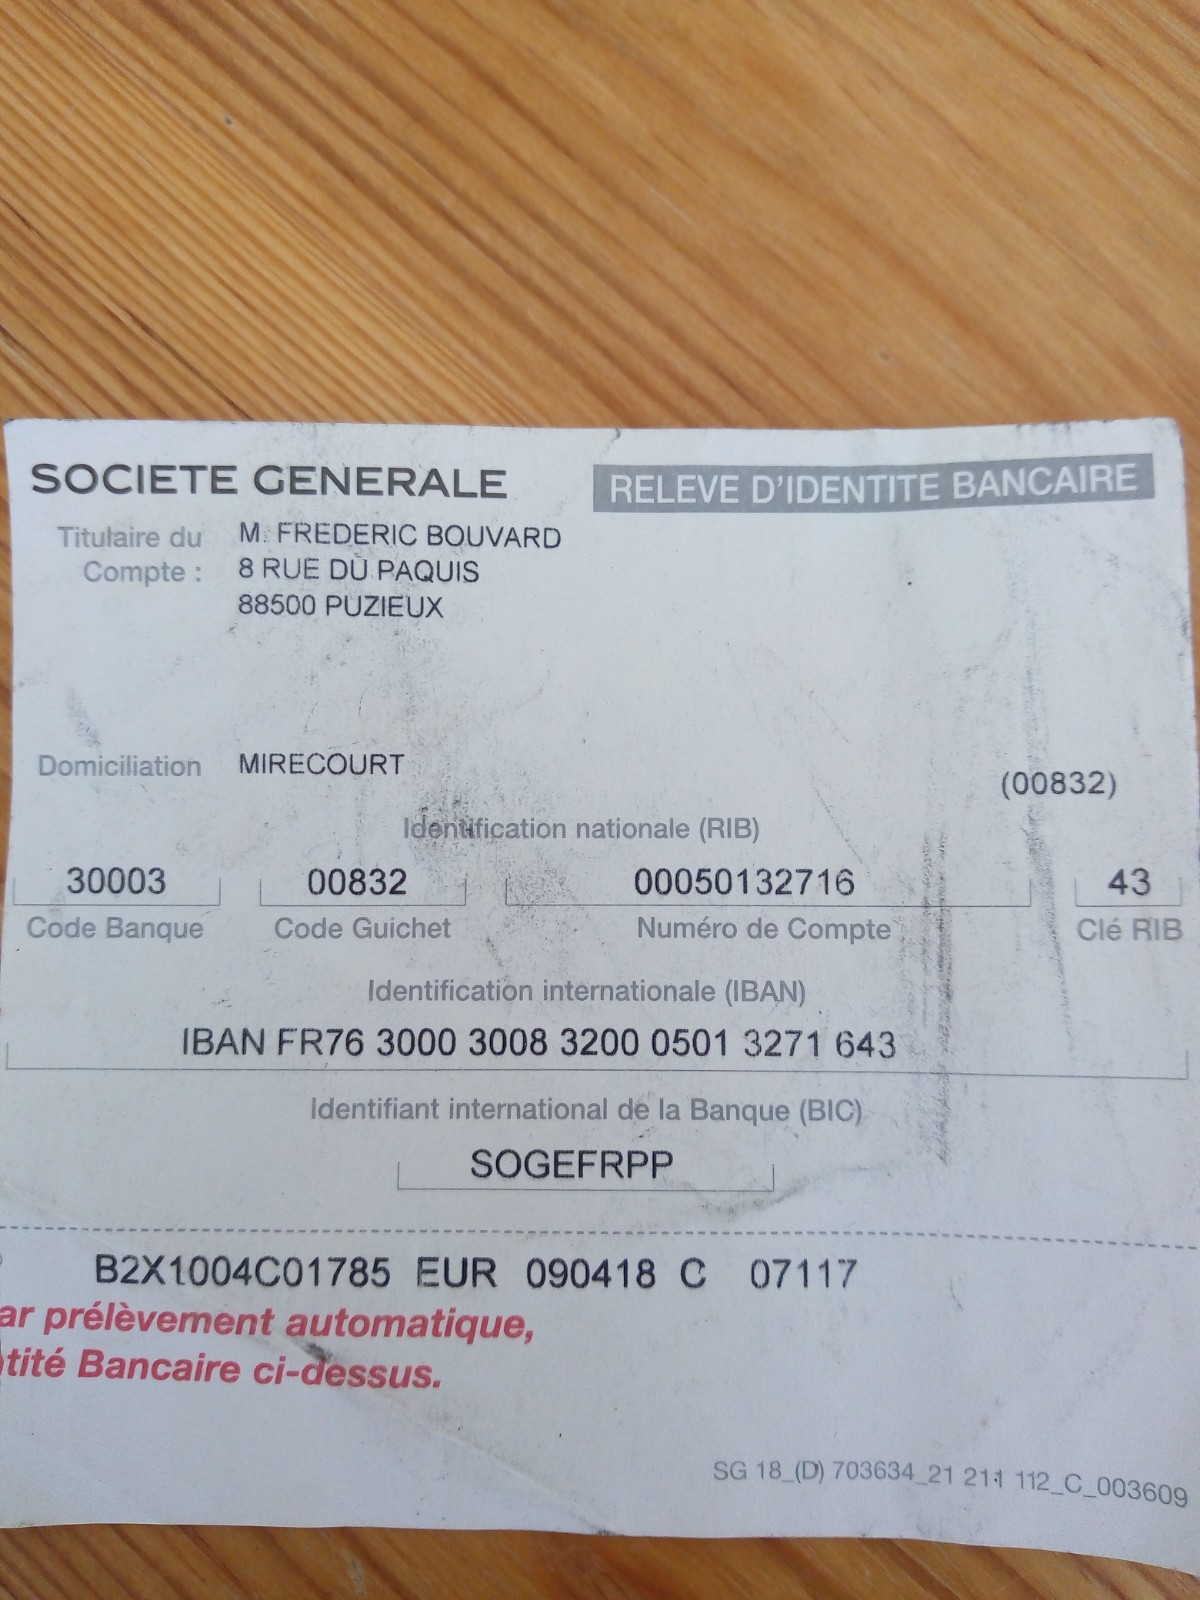 SOCIETE GENERALE
RELEVE D'IDENTITE BANCAIRE
Titulaire du Compte :
M. FREDERIC BOUVARD
8 RUE DU PAQUIS
88500 PUZIEUX
Domiciliation MIRECOURT
(00832)
Identification nationale (RIB)
30003 00832 00050132716 43
Code Banque Code Guichet Numéro de Compte Clé RIB
Identification internationale (IBAN)
IBAN FR76 3000 3008 3200 0501 3271 643
Identifiant international de la Banque (BIC)
SOGEFRPP
B2X1004C01785 EUR 090418 C 07117
ar prélèvement automatique,
tité Bancaire ci-dessus.
SG 18_(D) 703634_21 211 112_C_003609